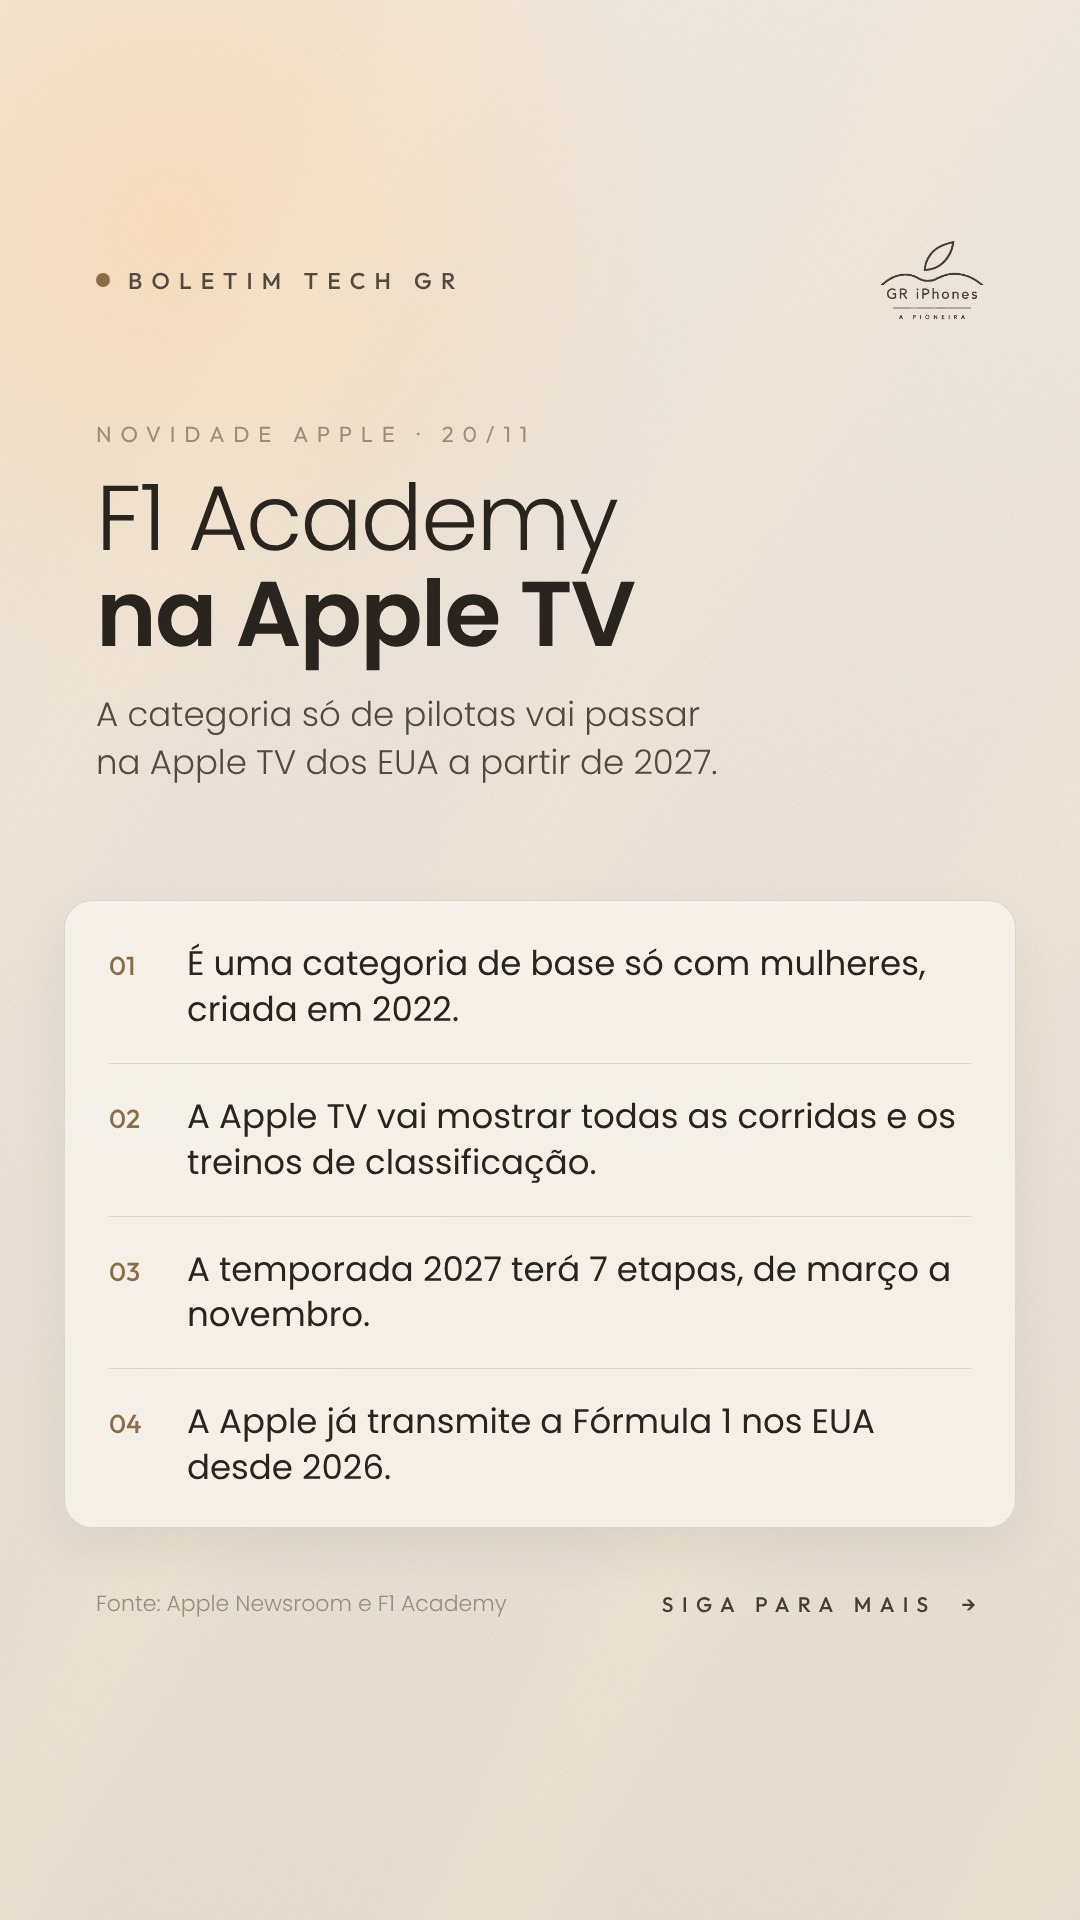 BOLETIM TECH GR
GR iPhones
A PIONEIRA
NOVIDADE APPLE · 20/11
F1 Academy
na Apple TV
A categoria só de pilotas vai passar
na Apple TV dos EUA a partir de 2027.
01 É uma categoria de base só com mulheres,
criada em 2022.
02 A Apple TV vai mostrar todas as corridas e os
treinos de classificação.
03 A temporada 2027 terá 7 etapas, de março a
novembro.
04 A Apple já transmite a Fórmula 1 nos EUA
desde 2026.
Fonte: Apple Newsroom e F1 Academy
SIGA PARA MAIS →